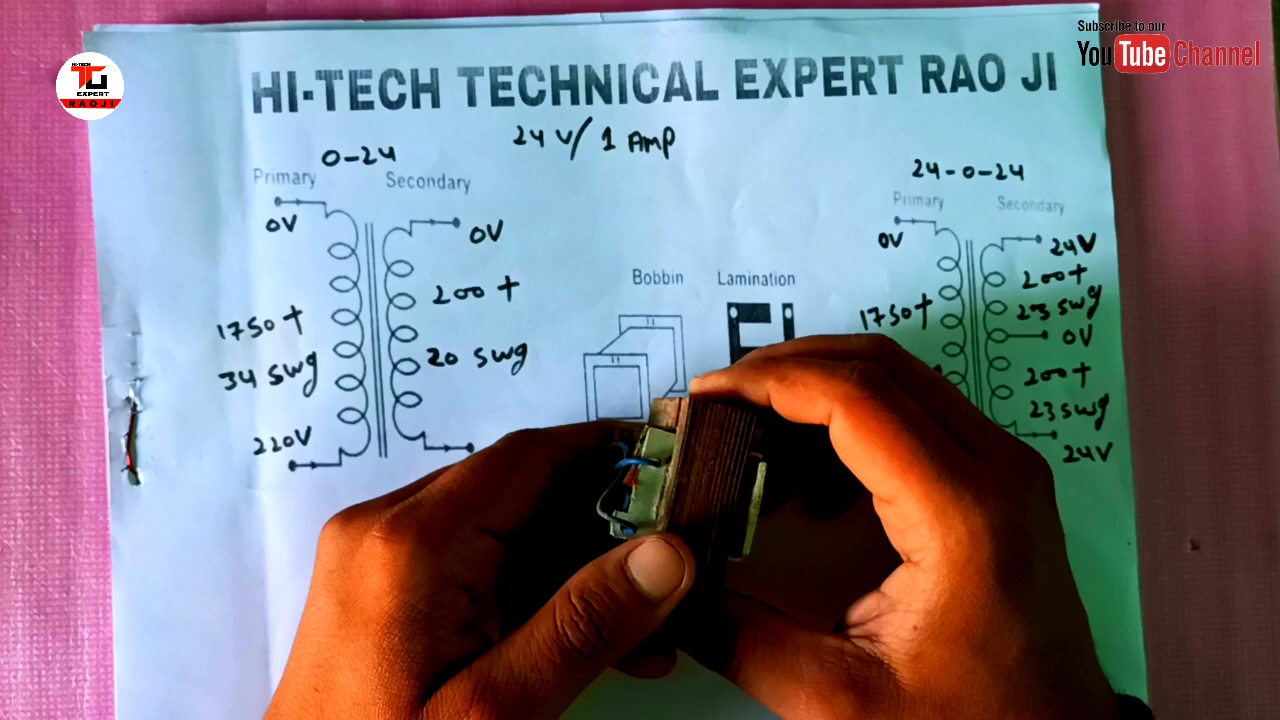 Subscribe to our
YouTube Channel
HI-TECH
TG
EXPERT
RAOJI
HI-TECH TECHNICAL EXPERT RAO JI
24 V/ 1 Amp
0-24
Primary Secondary
0V 0V
1750 t 200 t
34 swg 20 swg
220V
Bobbin Lamination
24-0-24
Primary Secondary
0V 24V
200 t
23 swg
1750 t 0V
200 t
23 swg
24V